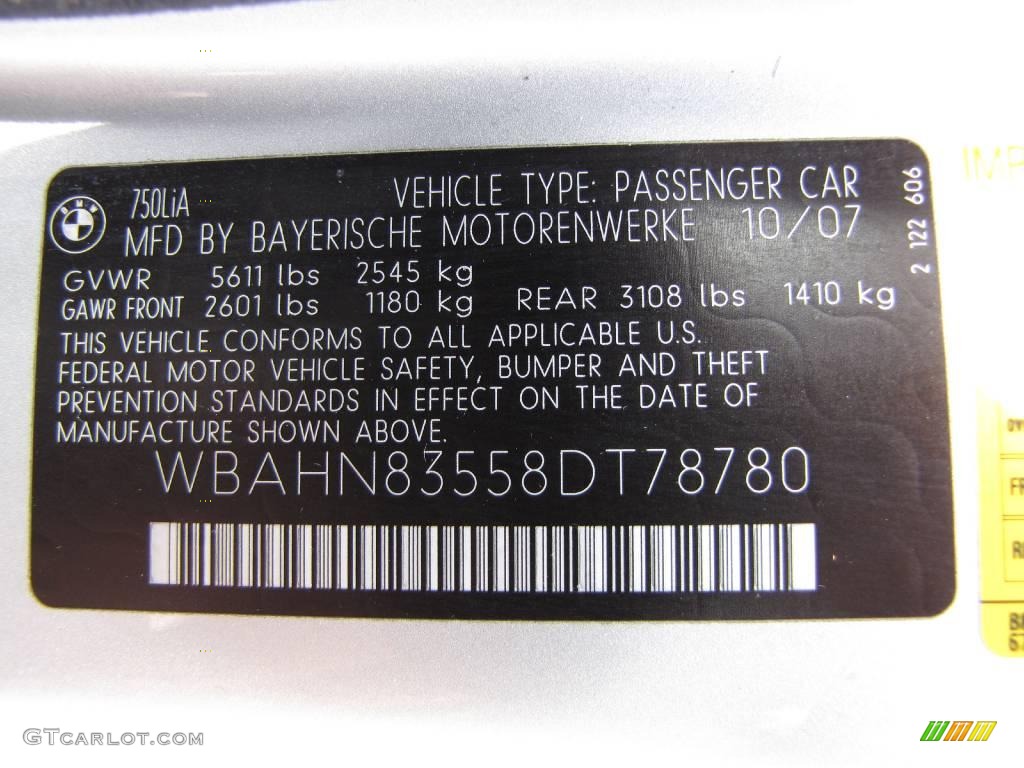 BMW
750LiA
VEHICLE TYPE: PASSENGER CAR
MFD BY BAYERISCHE MOTORENWERKE 10/07
2 122 606
GVWR 5611 lbs 2545 kg
GAWR FRONT 2601 lbs 1180 kg REAR 3108 lbs 1410 kg
THIS VEHICLE CONFORMS TO ALL APPLICABLE U.S.
FEDERAL MOTOR VEHICLE SAFETY, BUMPER AND THEFT
PREVENTION STANDARDS IN EFFECT ON THE DATE OF
MANUFACTURE SHOWN ABOVE.
WBAHN83558DT78780
GTCARLOT.COM